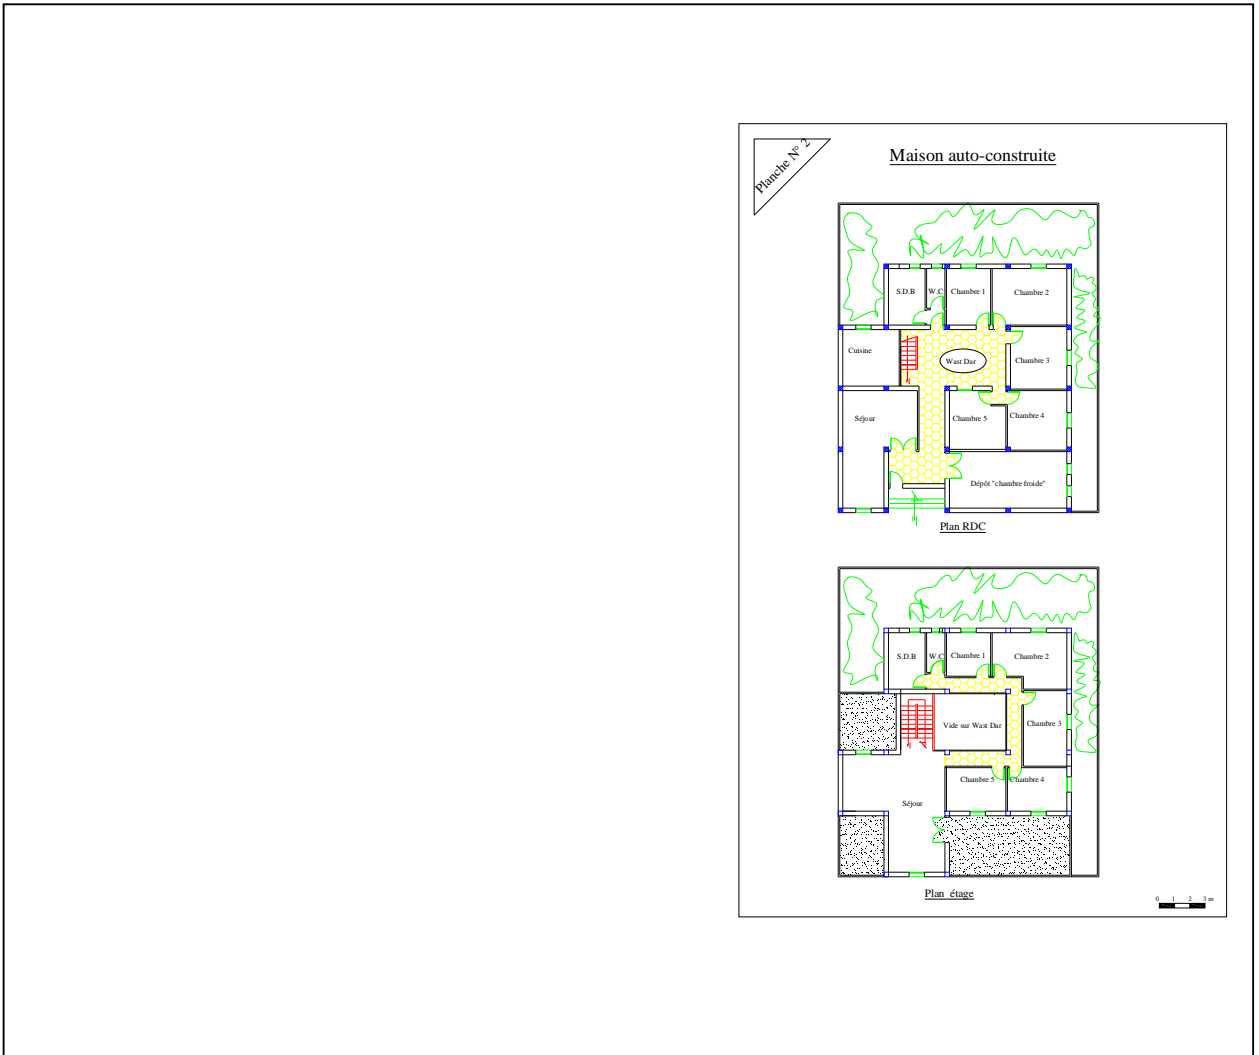 Planche N° 2
Maison auto-construite
S.D.B
W.C
Chambre 1
Chambre 2
Cuisine
Wast Dar
Chambre 3
Séjour
Chambre 5
Chambre 4
Dépôt "chambre froide"
Plan RDC
S.D.B
W.C
Chambre 1
Chambre 2
Vide sur Wast Dar
Chambre 3
Chambre 5
Chambre 4
Séjour
Plan étage
0 1 2 3 m